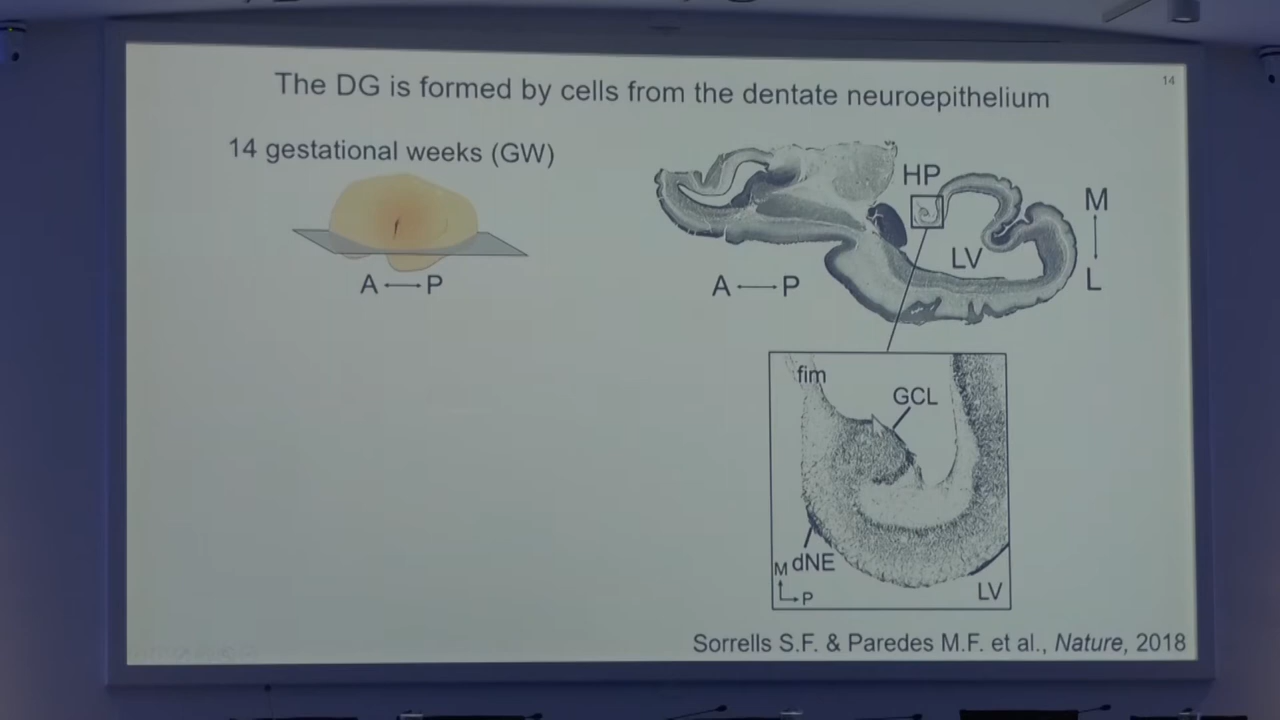 14
The DG is formed by cells from the dentate neuroepithelium
14 gestational weeks (GW)
A P
HP
LV
M
L
A P
fim
GCL
dNE
M
P
LV
Sorrells S.F. & Paredes M.F. et al., Nature, 2018